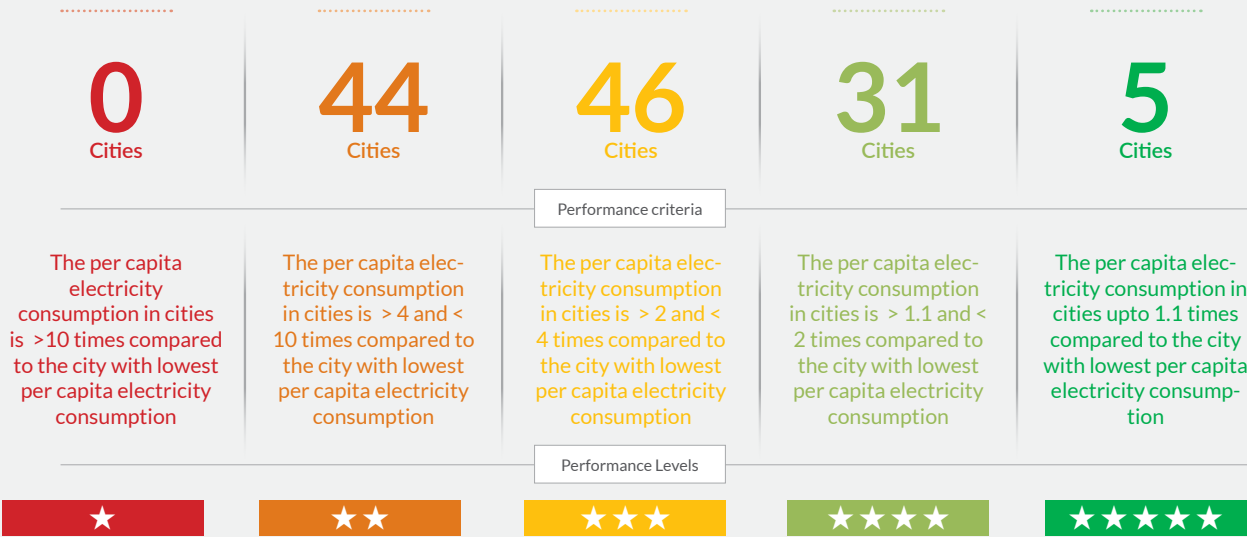 0
Cities
44
Cities
46
Cities
31
Cities
5
Cities
Performance criteria
The per capita
electricity
consumption in cities
is >10 times compared
to the city with lowest
per capita electricity
consumption
The per capita elec-
tricity consumption
in cities is > 4 and <
10 times compared to
the city with lowest
per capita electricity
consumption
The per capita elec-
tricity consumption
in cities is > 2 and <
4 times compared to
the city with lowest
per capita electricity
consumption
The per capita elec-
tricity consumption
in cities is > 1.1 and <
2 times compared to
the city with lowest
per capita electricity
consumption
The per capita elec-
tricity consumption in
cities upto 1.1 times
compared to the city
with lowest per capita
electricity consump-
tion
Performance Levels